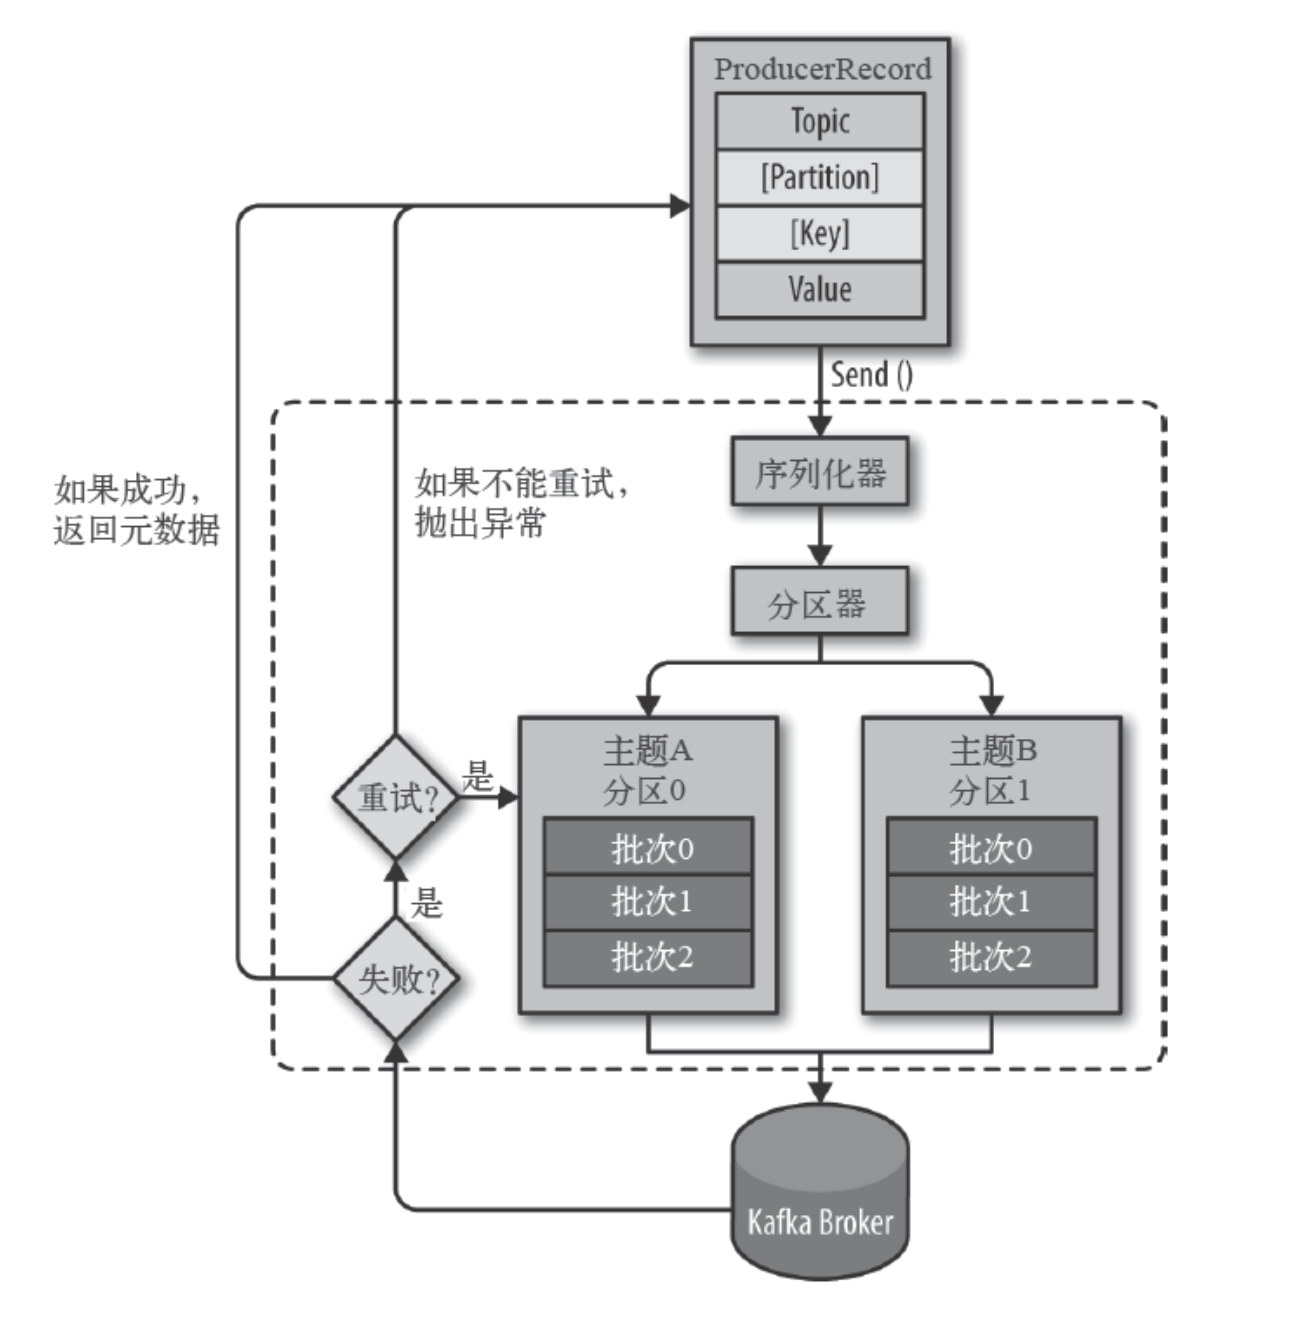 ProducerRecord
Topic
[Partition]
[Key]
Value
Send ()
如果成功，
返回元数据
如果不能重试，
抛出异常
序列化器
分区器
重试?
是
主题A
分区0
批次0
批次1
批次2
主题B
分区1
批次0
批次1
批次2
是
失败?
Kafka Broker